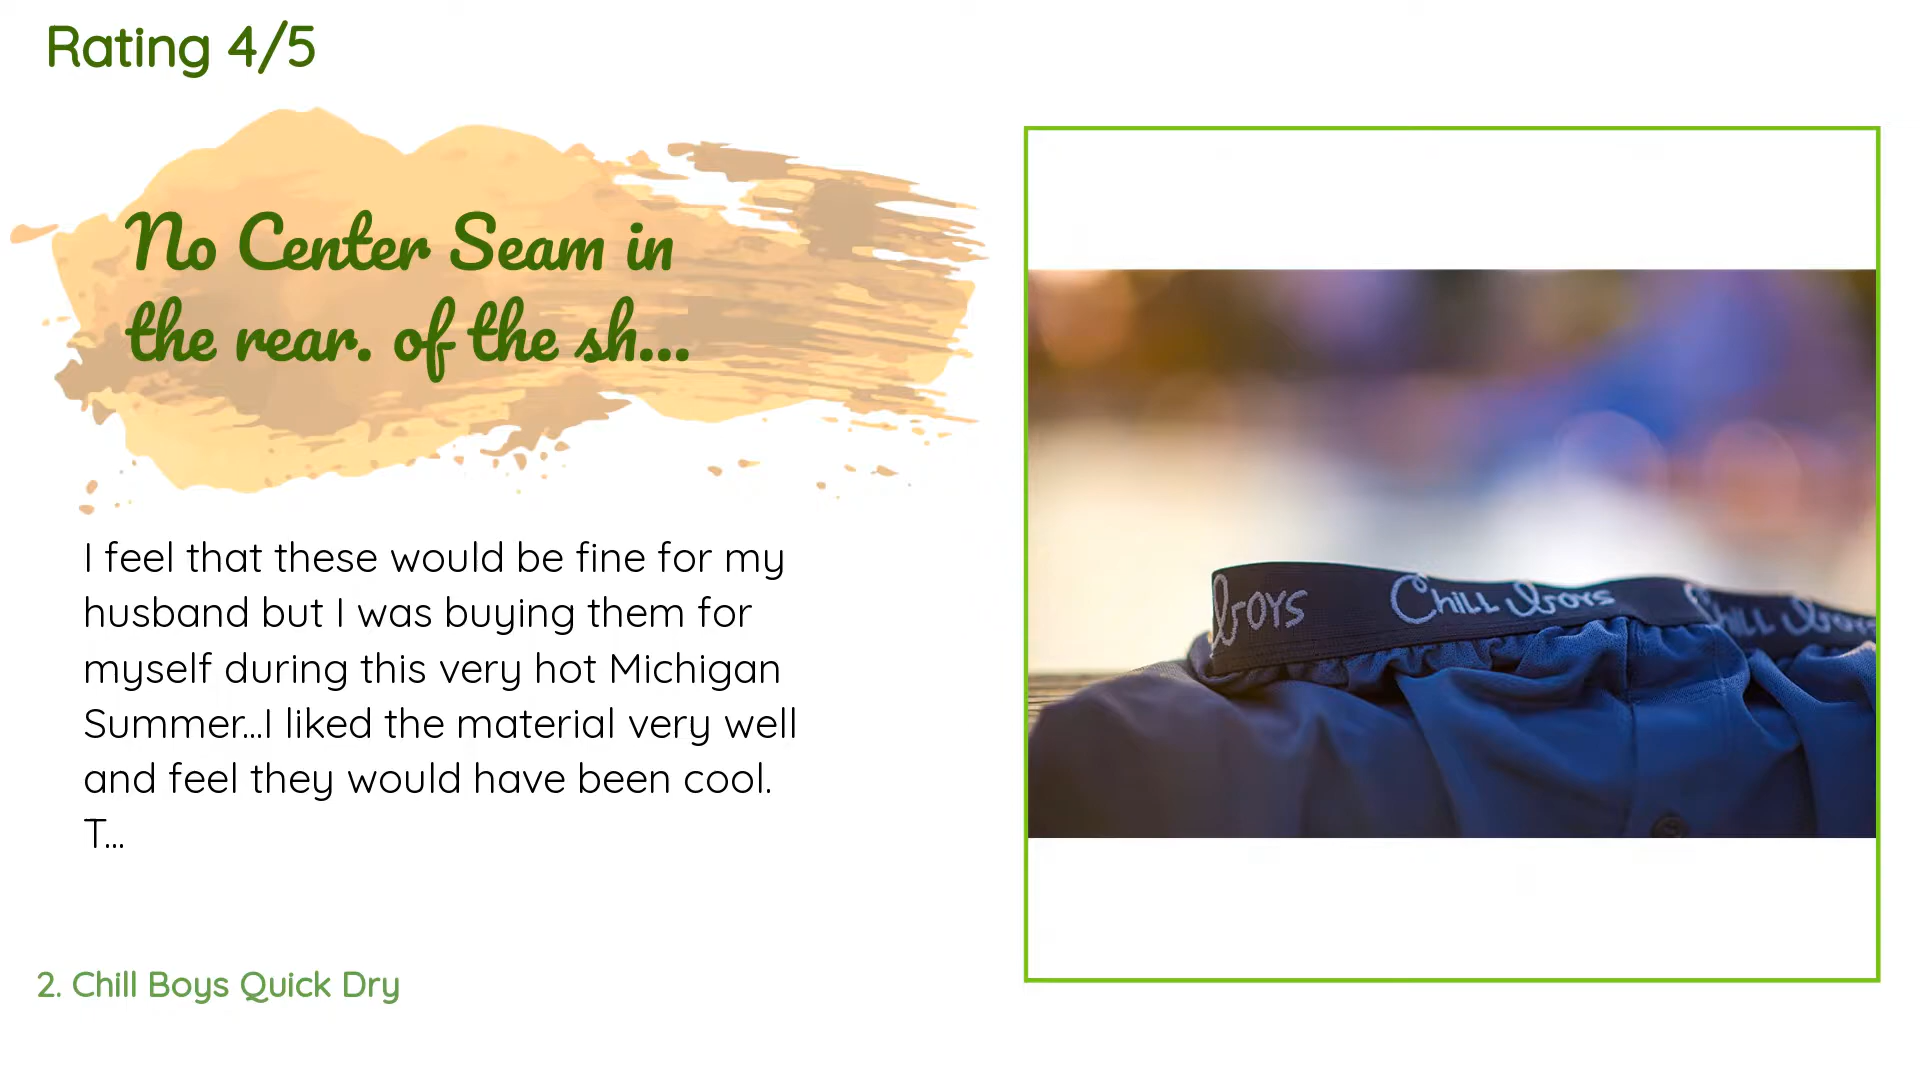 Rating 4/5
No Center Seam in
the rear. of the sh...
I feel that these would be fine for my
husband but I was buying them for
myself during this very hot Michigan
Summer...I liked the material very well
and feel they would have been cool.
T...
2. Chill Boys Quick Dry
boys Chill boys Chill boys